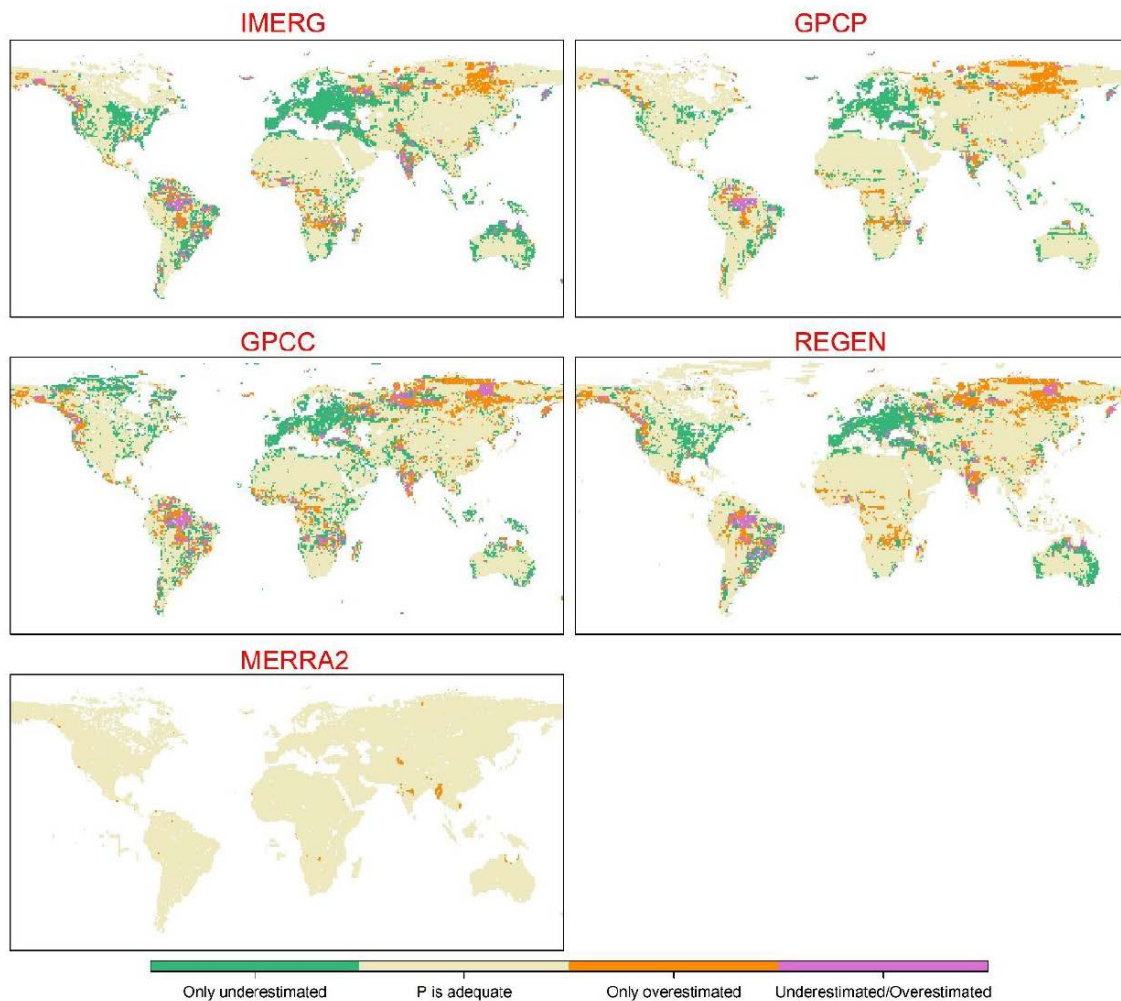 IMERG
GPCP
GPCC
REGEN
MERRA2
Only underestimated
P is adequate
Only overestimated
Underestimated/Overestimated